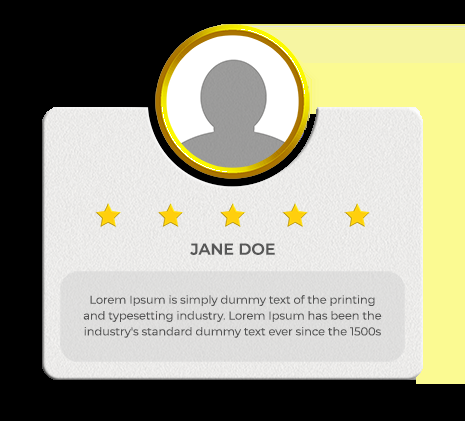 JANE DOE
Lorem Ipsum is simply dummy text of the printing
and typesetting industry. Lorem Ipsum has been the
industry's standard dummy text ever since the 1500s